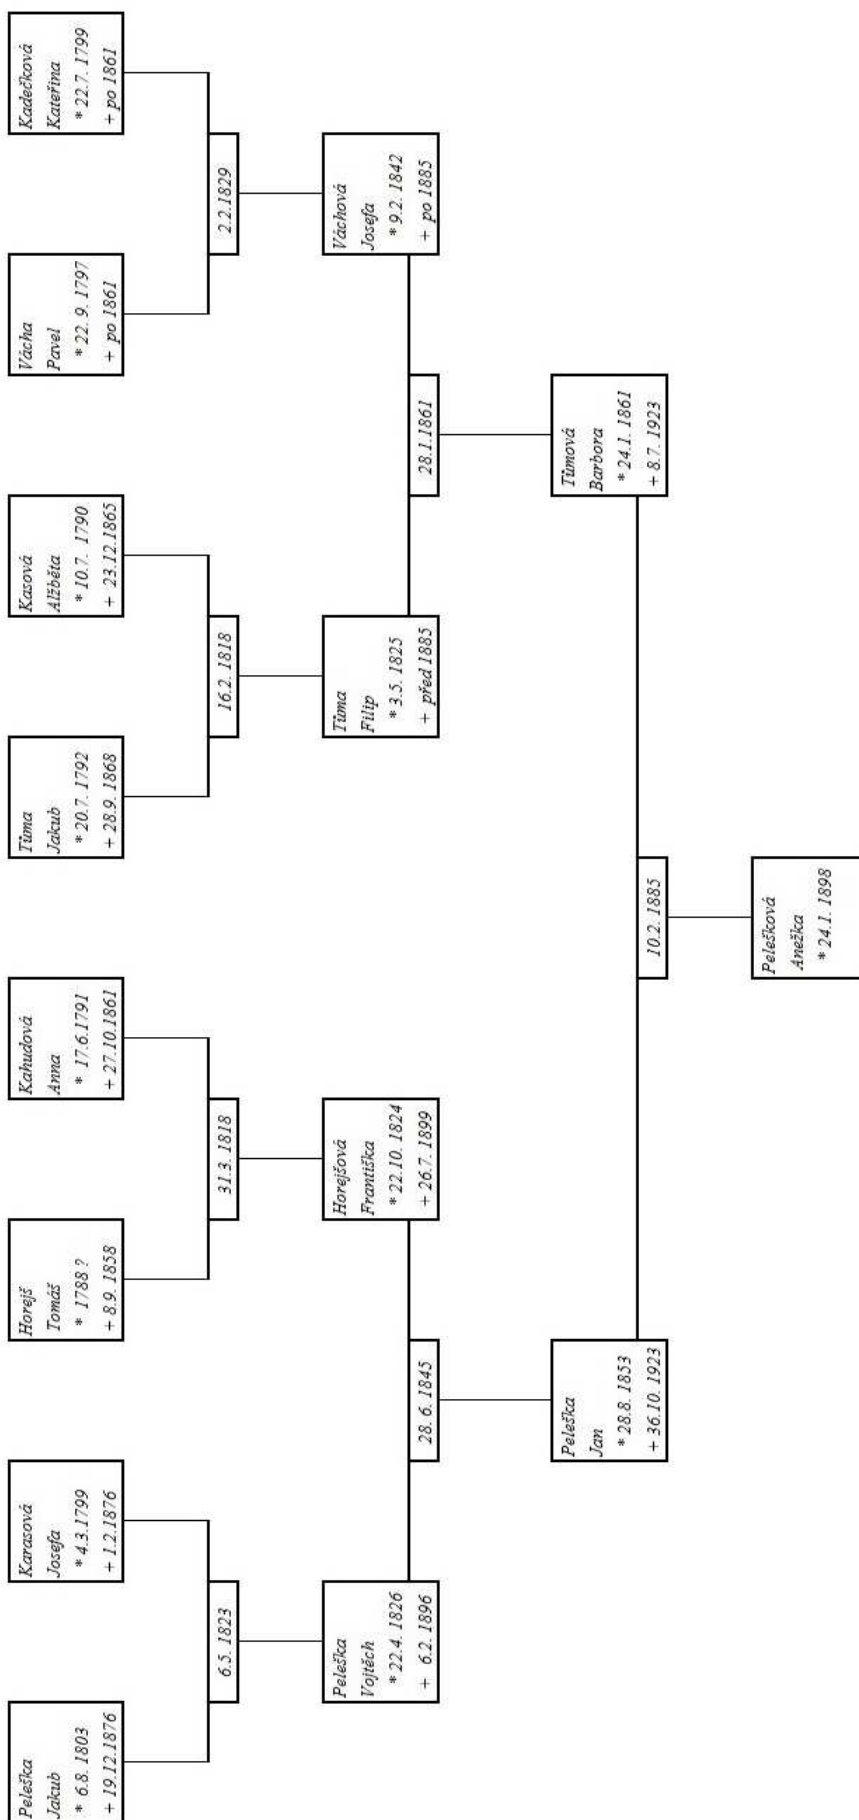 Peleška
Jakub
* 6.8. 1803
+ 19.12.1876
Karasová
Josefa
* 4.3.1799
+ 1.2.1876
Horejš
Tomáš
* 1788 ?
+ 8.9. 1858
Kahudová
Anna
* 17.6.1791
+ 27.10.1861
Tůma
Jakub
* 20.7. 1792
+ 28.9. 1868
Kasová
Alžběta
* 10.7. 1790
+ 23.12.1865
Vácha
Pavel
* 22. 9. 1797
+ po 1861
Kadečková
Kateřina
* 22.7. 1799
+ po 1861
6.5. 1823
31.3. 1818
16.2. 1818
2.2.1829
Peleška
Vojtěch
* 22.4. 1826
+ 6.2. 1896
Horejšová
Františka
* 22.10. 1824
+ 26.7. 1899
Tůma
Filip
* 3.5. 1825
+ před 1885
Váchová
Josefa
* 9.2. 1842
+ po 1885
28. 6. 1845
28.1.1861
Peleška
Jan
* 28.8. 1853
+ 36.10. 1923
Tůmová
Barbora
* 24.1. 1861
+ 8.7. 1923
10.2. 1885
Pelešková
Anežka
* 24.1. 1898